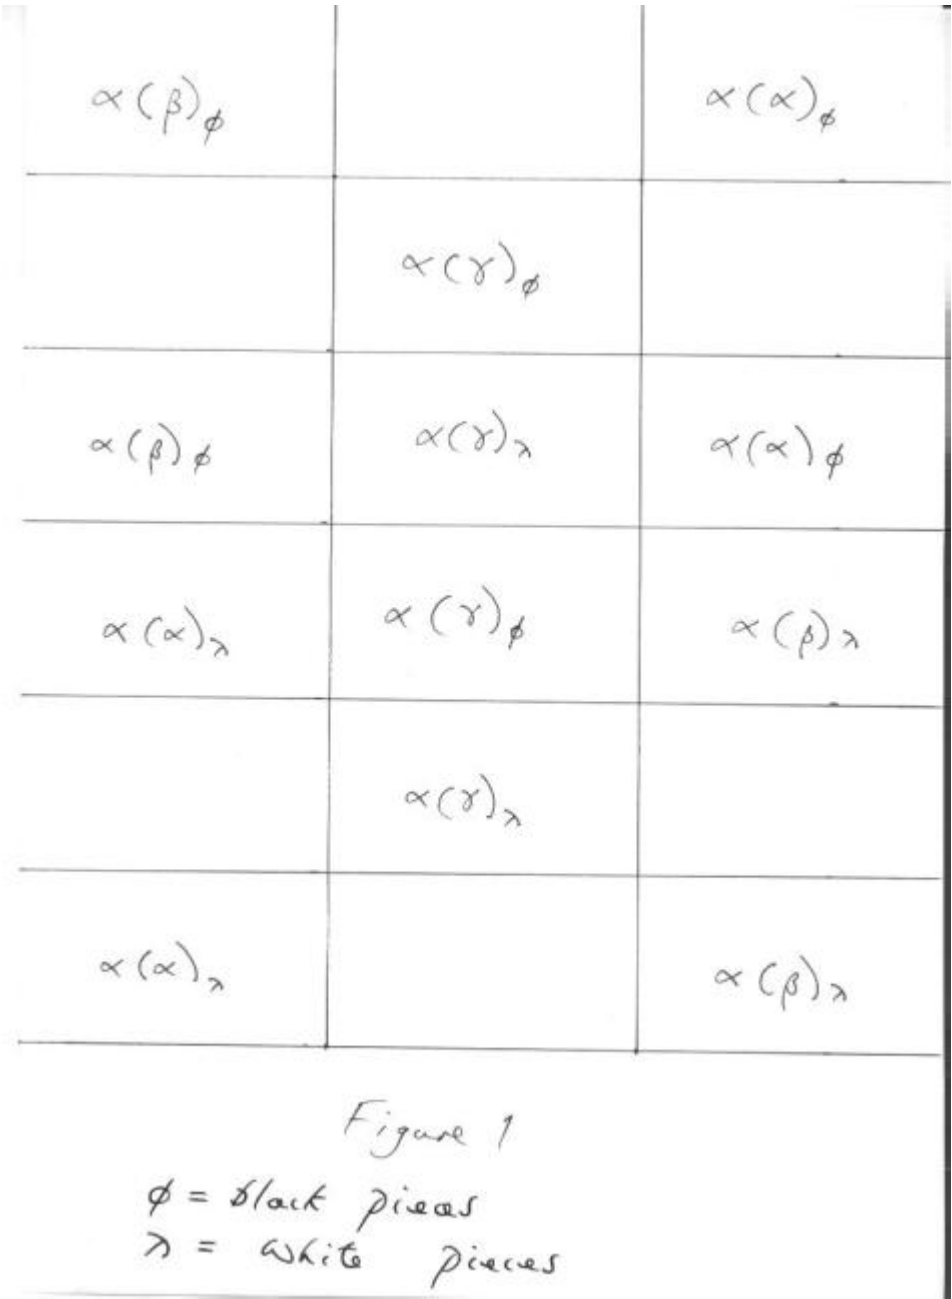 α(β)ϕ α(α)ϕ
α(γ)ϕ
α(β)ϕ α(γ)λ α(α)ϕ
α(α)λ α(γ)ϕ α(β)λ
α(γ)λ
α(α)λ α(β)λ
Figure 1
ϕ = black pieces
λ = white pieces